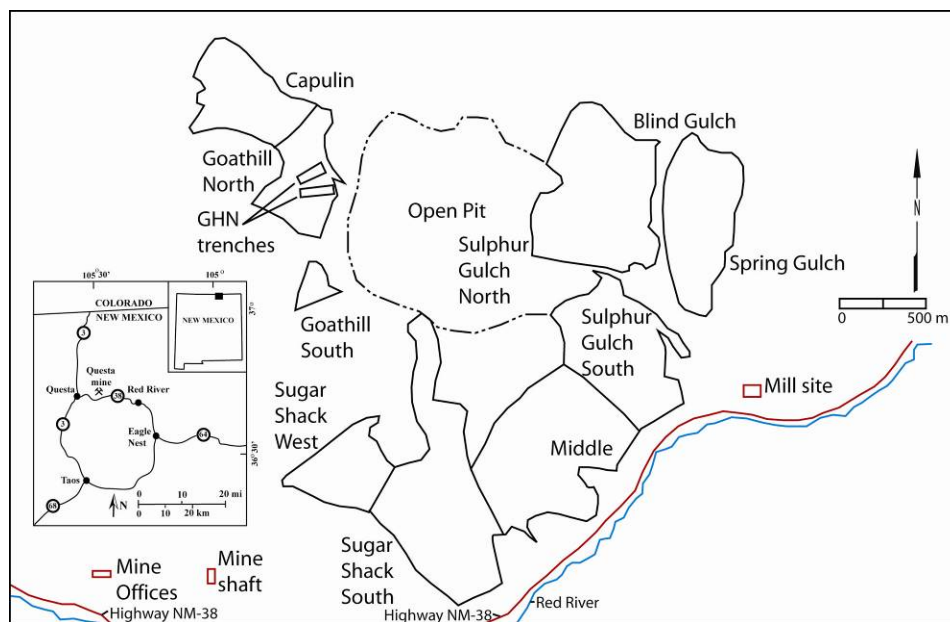 Capulin
Goathill
North
GHN
trenches
Open Pit
Sulphur
Gulch
North
Blind Gulch
Spring Gulch
N
0 500 m
Goathill
South
Sulphur
Gulch
South
Mill site
Sugar
Shack
West
Middle
Sugar
Shack
South
Mine
Offices
Mine
shaft
Highway NM-38
Highway NM-38
Red River
105°30'
105°
37°
36°30'
COLORADO
NEW MEXICO
NEW MEXICO
3
Questa
mine
Questa
38
Red River
3
Eagle
Nest
64
Taos
68
N
0 10 20 mi
0 10 20 km